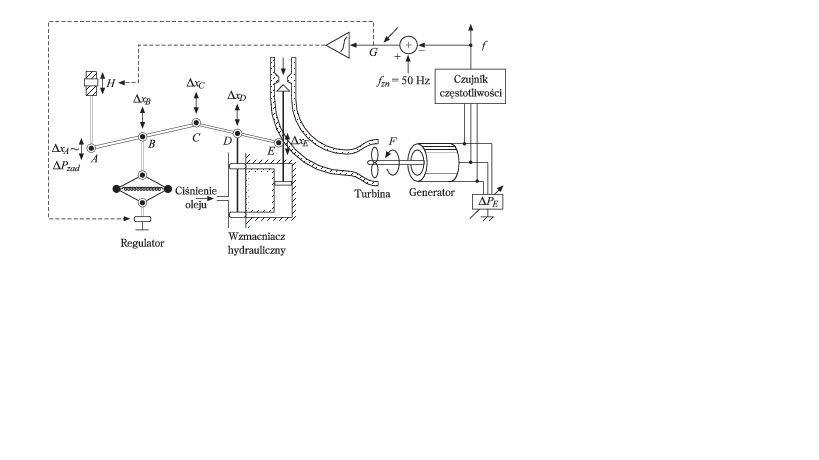 f
G
+
+
−
f_zn = 50 Hz
Czujnik
częstotliwości
H
Δx_B
Δx_C
Δx_D
Δx_A ~
ΔP_zad
A
B
C
D
E
Δx_E
F
Ciśnienie
oleju
Regulator
Wzmacniacz
hydrauliczny
Turbina
Generator
ΔP_E